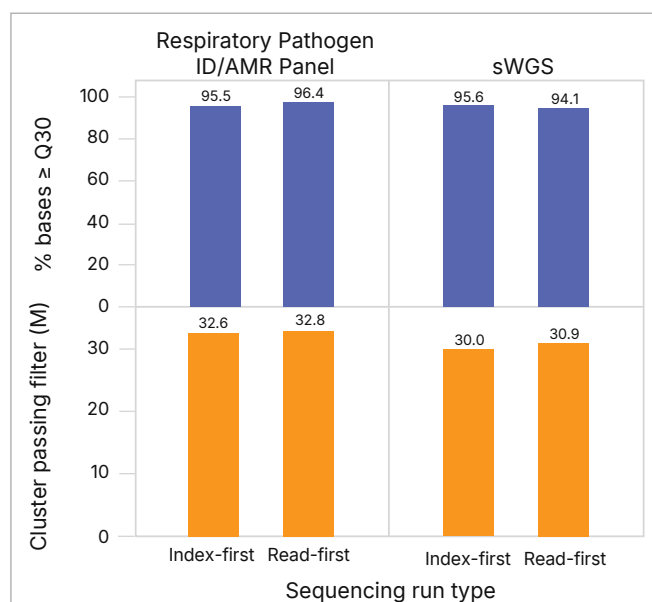 Respiratory Pathogen
ID/AMR Panel
sWGS
% bases ≥ Q30
100
80
60
40
20
0
95.5
96.4
95.6
94.1
Cluster passing filter (M)
30
20
10
0
32.6
32.8
30.0
30.9
Index-first
Read-first
Index-first
Read-first
Sequencing run type